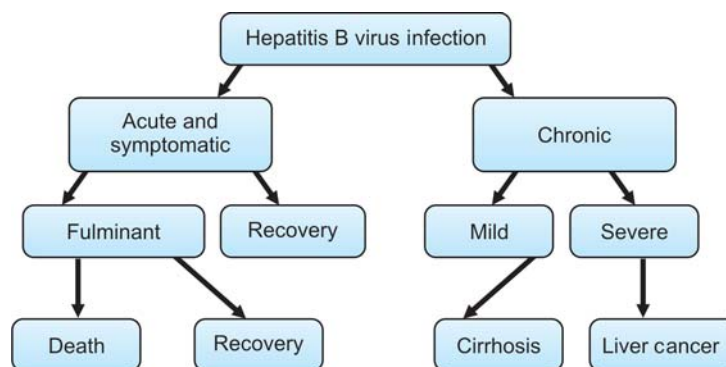 Hepatitis B virus infection
Acute and
symptomatic
Chronic
Fulminant
Recovery
Mild
Severe
Death
Recovery
Cirrhosis
Liver cancer